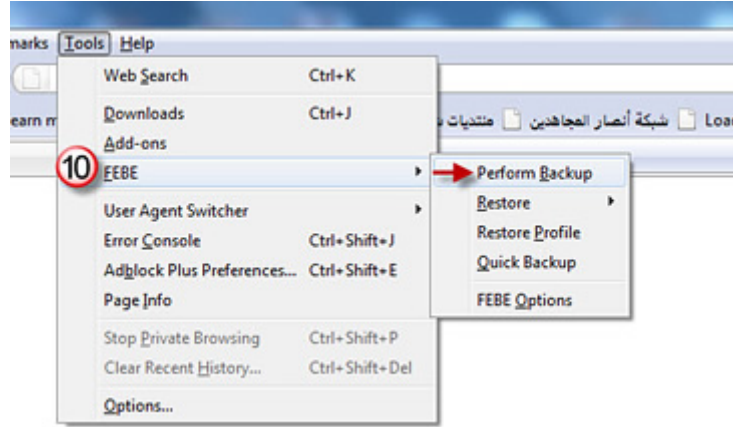 marks Tools Help
Web Search Ctrl+K
earn m
Downloads Ctrl+J
منتديات
شبكة أنصار المجاهدين
Loa
Add-ons
10
FEBE
Perform Backup
User Agent Switcher
Restore
Error Console Ctrl+Shift+J
Restore Profile
Adblock Plus Preferences... Ctrl+Shift+E
Quick Backup
Page Info
FEBE Options
Stop Private Browsing Ctrl+Shift+P
Clear Recent History... Ctrl+Shift+Del
Options...